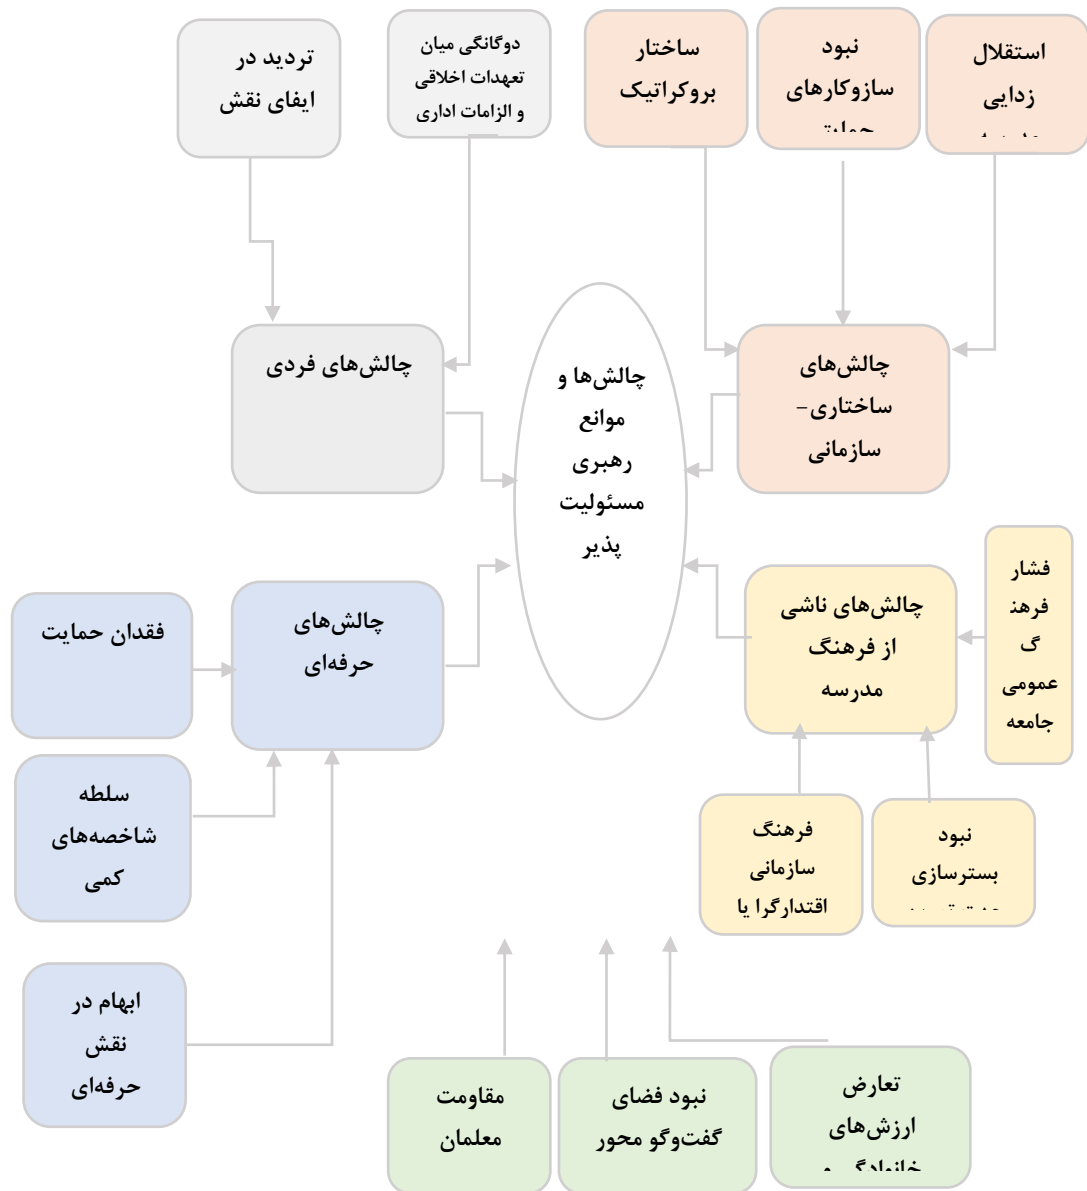 استقلال
زدایی
نبود
سازوکارهای
ساختار
بروکراتیک
دوگانگی میان
تعهدات اخلاقی
و الزامات اداری
تردید در
ایفای نقش
چالش‌های
ساختاری-
سازمانی
چالش‌ها و
موانع
رهبری
مسئولیت
پذیر
چالش‌های فردی
فشار
فرهن
گ
عمومی
جامعه
چالش‌های ناشی
از فرهنگ
مدرسه
چالش‌های
حرفه‌ای
فقدان حمایت
سلطه
شاخصه‌های
کمی
نبود
بسترسازی
فرهنگ
سازمانی
اقتدارگرا یا
ابهام در
نقش
حرفه‌ای
تعارض
ارزش‌های
نبود فضای
گفت‌وگو محور
مقاومت
معلمان